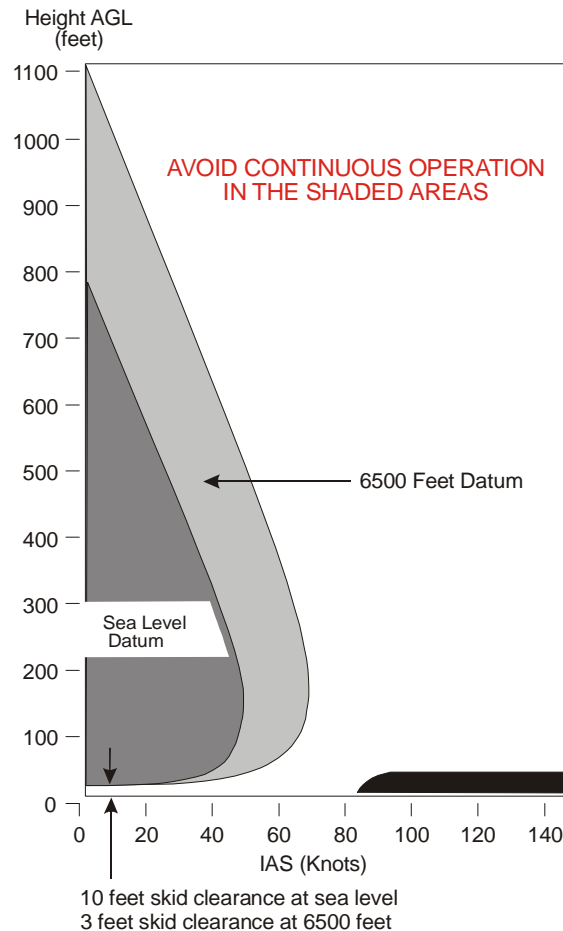 Height AGL
(feet)
1100
1000
900
800
700
600
500
400
300
200
100
0
AVOID CONTINUOUS OPERATION
IN THE SHADED AREAS
6500 Feet Datum
Sea Level
Datum
0 20 40 60 80 100 120 140
IAS (Knots)
10 feet skid clearance at sea level
3 feet skid clearance at 6500 feet